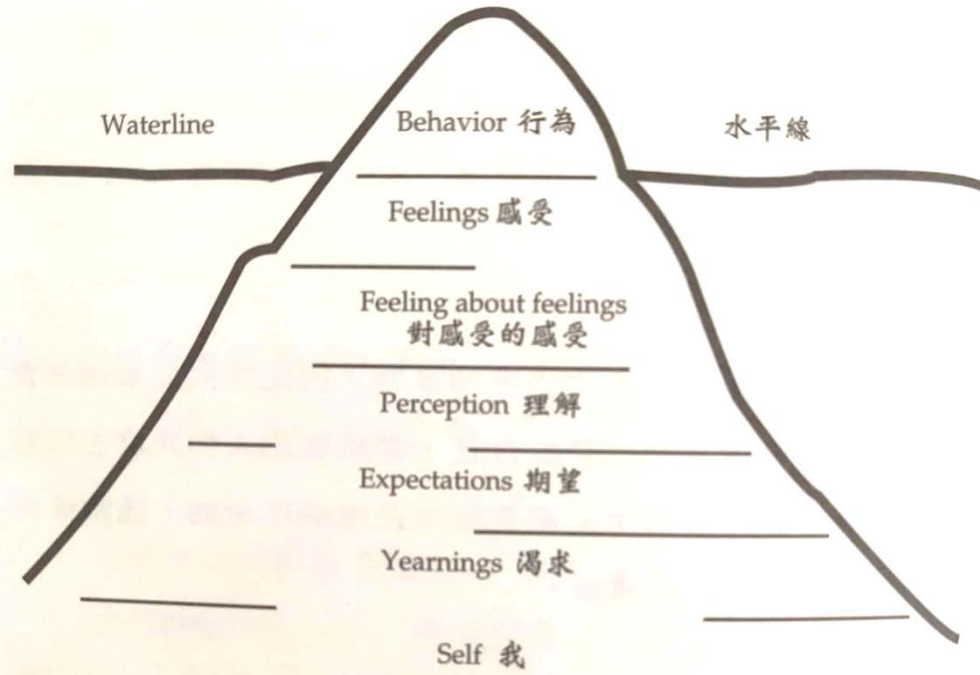 Waterline
Behavior 行為
水平線
Feelings 感受
Feeling about feelings
對感受的感受
Perception 理解
Expectations 期望
Yearnings 渴求
Self 我